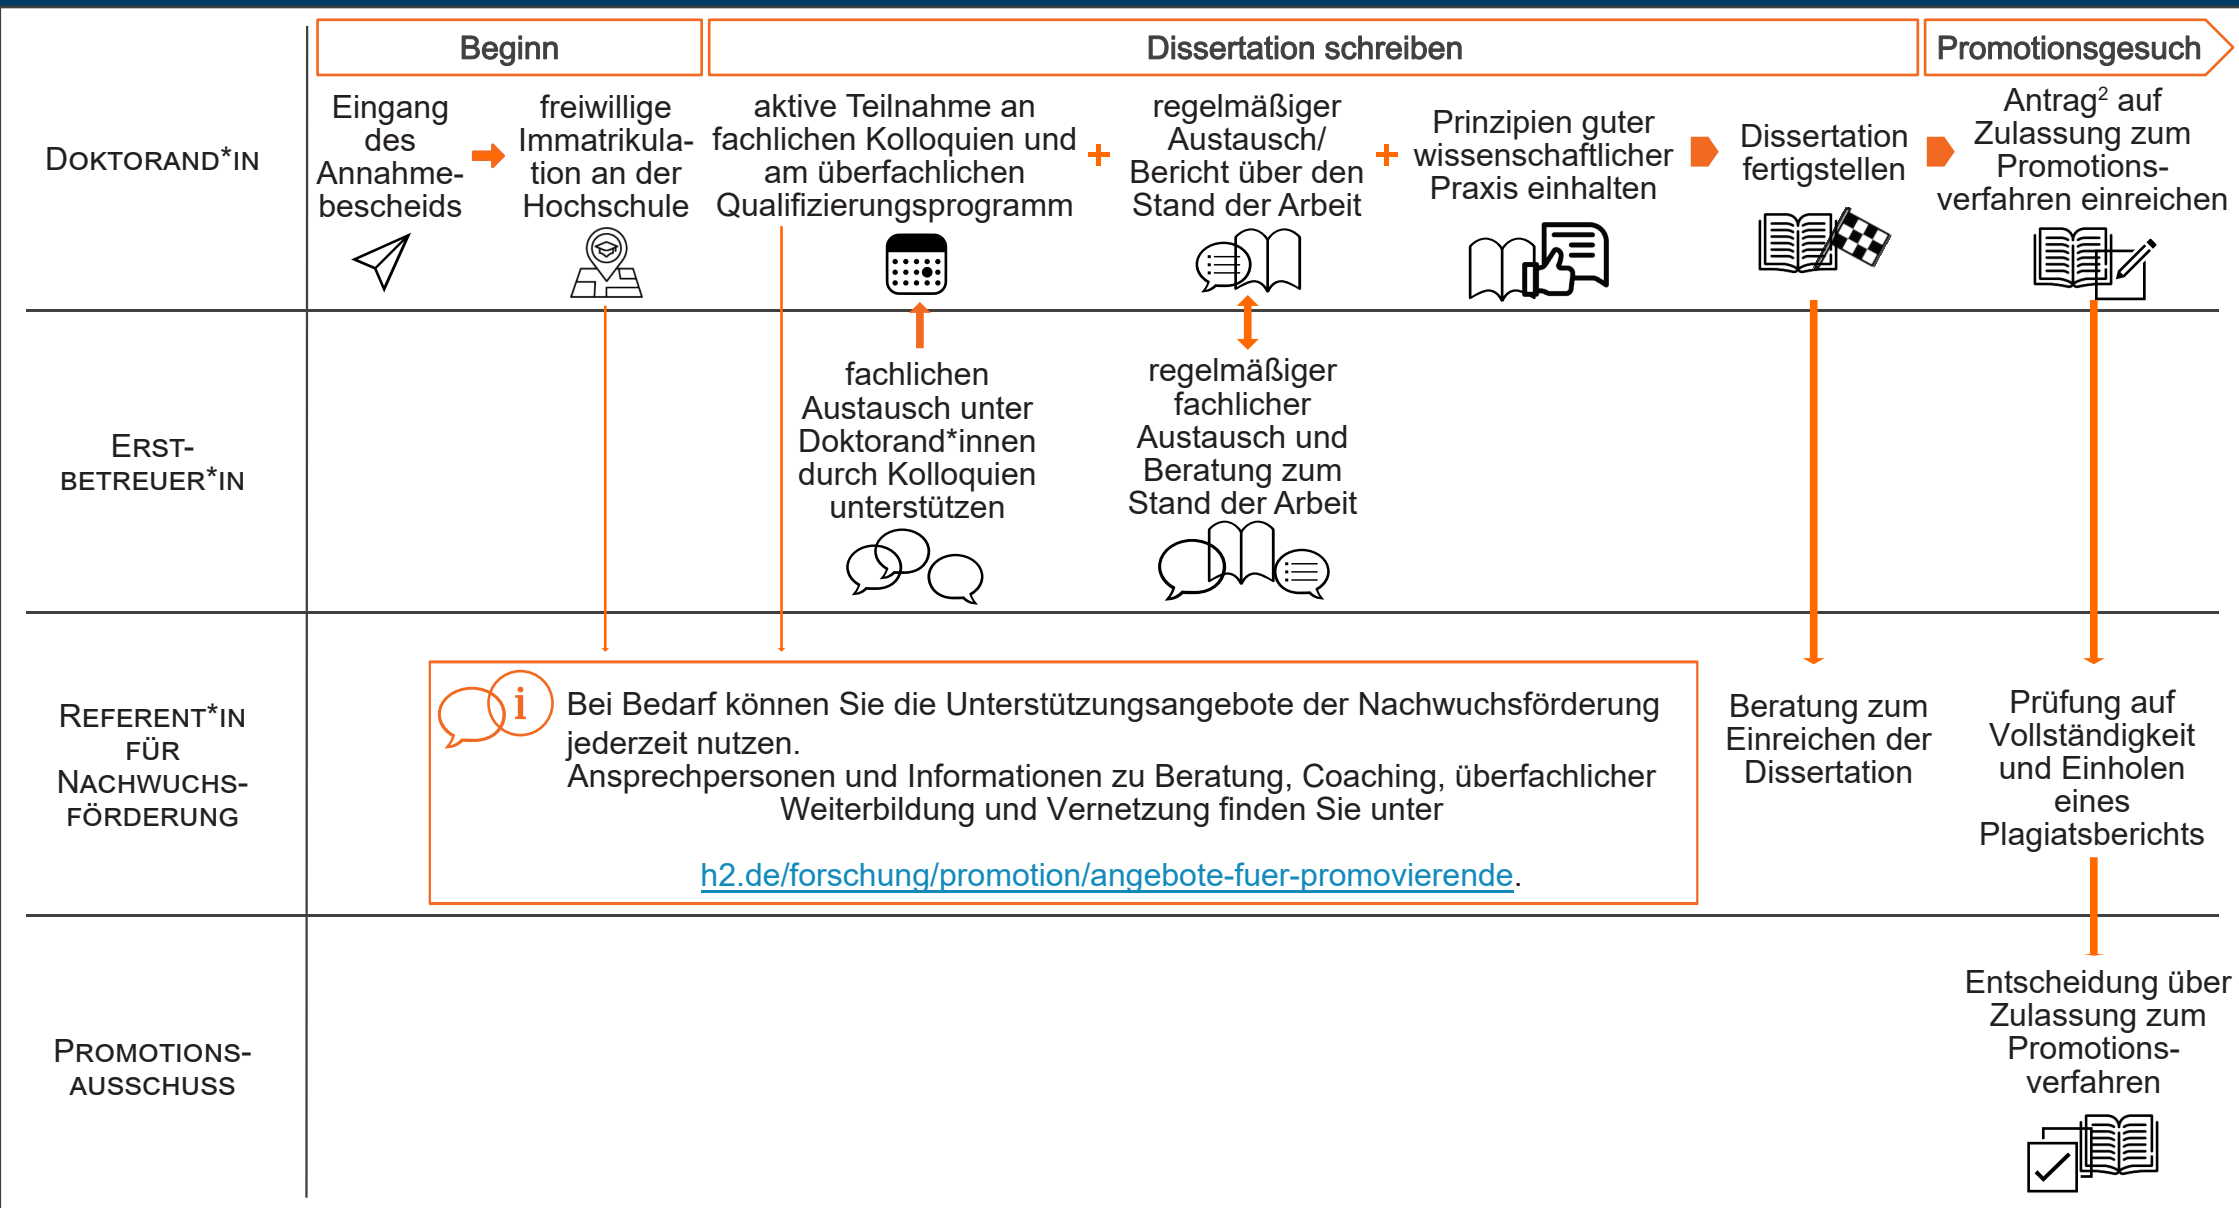 Beginn
Dissertation schreiben
Promotionsgesuch
DOKTORAND*IN
Eingang
des
Annahme-
bescheids
freiwillige
Immatrikula-
tion an der
Hochschule
aktive Teilnahme an
fachlichen Kolloquien und
am überfachlichen
Qualifizierungsprogramm
+
regelmäßiger
Austausch/
Bericht über den
Stand der Arbeit
+
Prinzipien guter
wissenschaftlicher
Praxis einhalten
Dissertation
fertigstellen
Antrag² auf
Zulassung zum
Promotions-
verfahren einreichen
ERST-
BETREUER*IN
fachlichen
Austausch unter
Doktorand*innen
durch Kolloquien
unterstützen
regelmäßiger
fachlicher
Austausch und
Beratung zum
Stand der Arbeit
REFERENT*IN
FÜR
NACHWUCHS-
FÖRDERUNG
i
Bei Bedarf können Sie die Unterstützungsangebote der Nachwuchsförderung
jederzeit nutzen.
Ansprechpersonen und Informationen zu Beratung, Coaching, überfachlicher
Weiterbildung und Vernetzung finden Sie unter
h2.de/forschung/promotion/angebote-fuer-promovierende.
Beratung zum
Einreichen der
Dissertation
Prüfung auf
Vollständigkeit
und Einholen
eines
Plagiatsberichts
PROMOTIONS-
AUSSCHUSS
Entscheidung über
Zulassung zum
Promotions-
verfahren